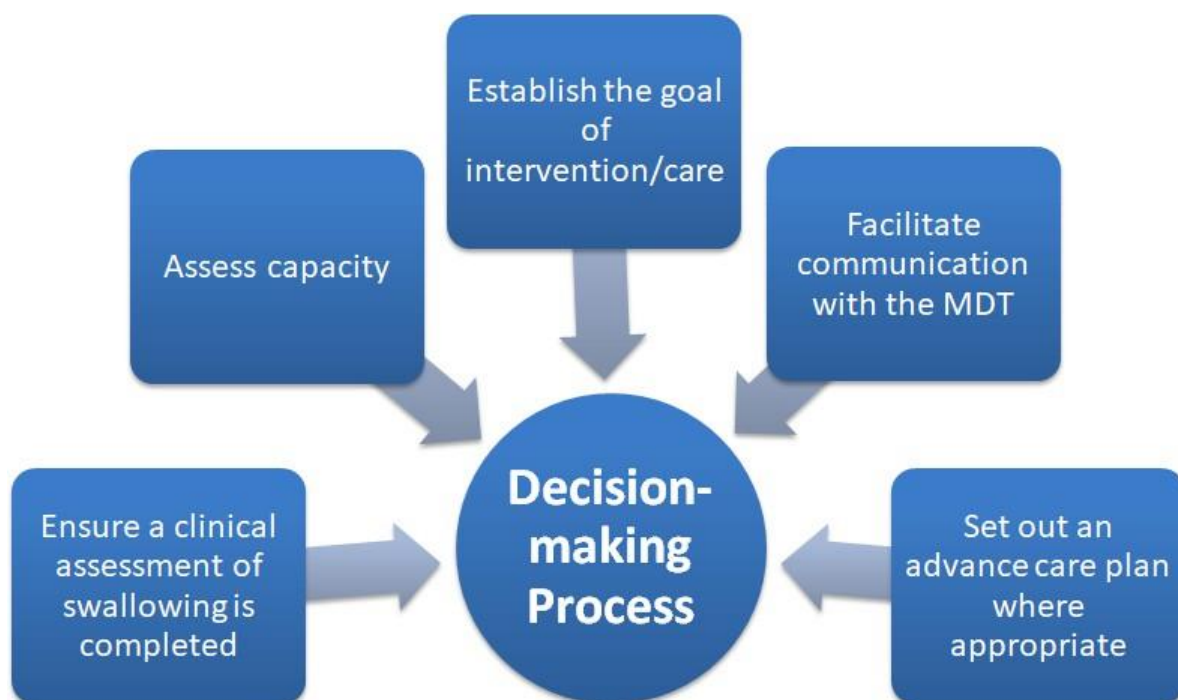 Establish the goal
of
intervention/care
Assess capacity
Facilitate
communication
with the MDT
Ensure a clinical
assessment of
swallowing is
completed
Decision-
making
Process
Set out an
advance care plan
where
appropriate